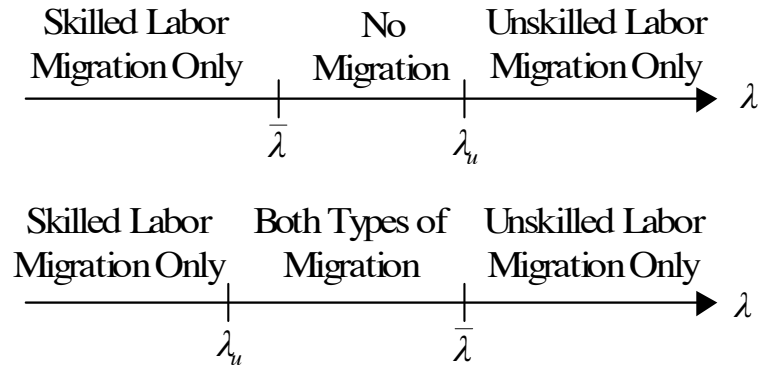 Skilled Labor
Migration Only
No
Migration
Unskilled Labor
Migration Only
λ
λ̅
λᵤ
Skilled Labor
Migration Only
Both Types of
Migration
Unskilled Labor
Migration Only
λ
λᵤ
λ̅